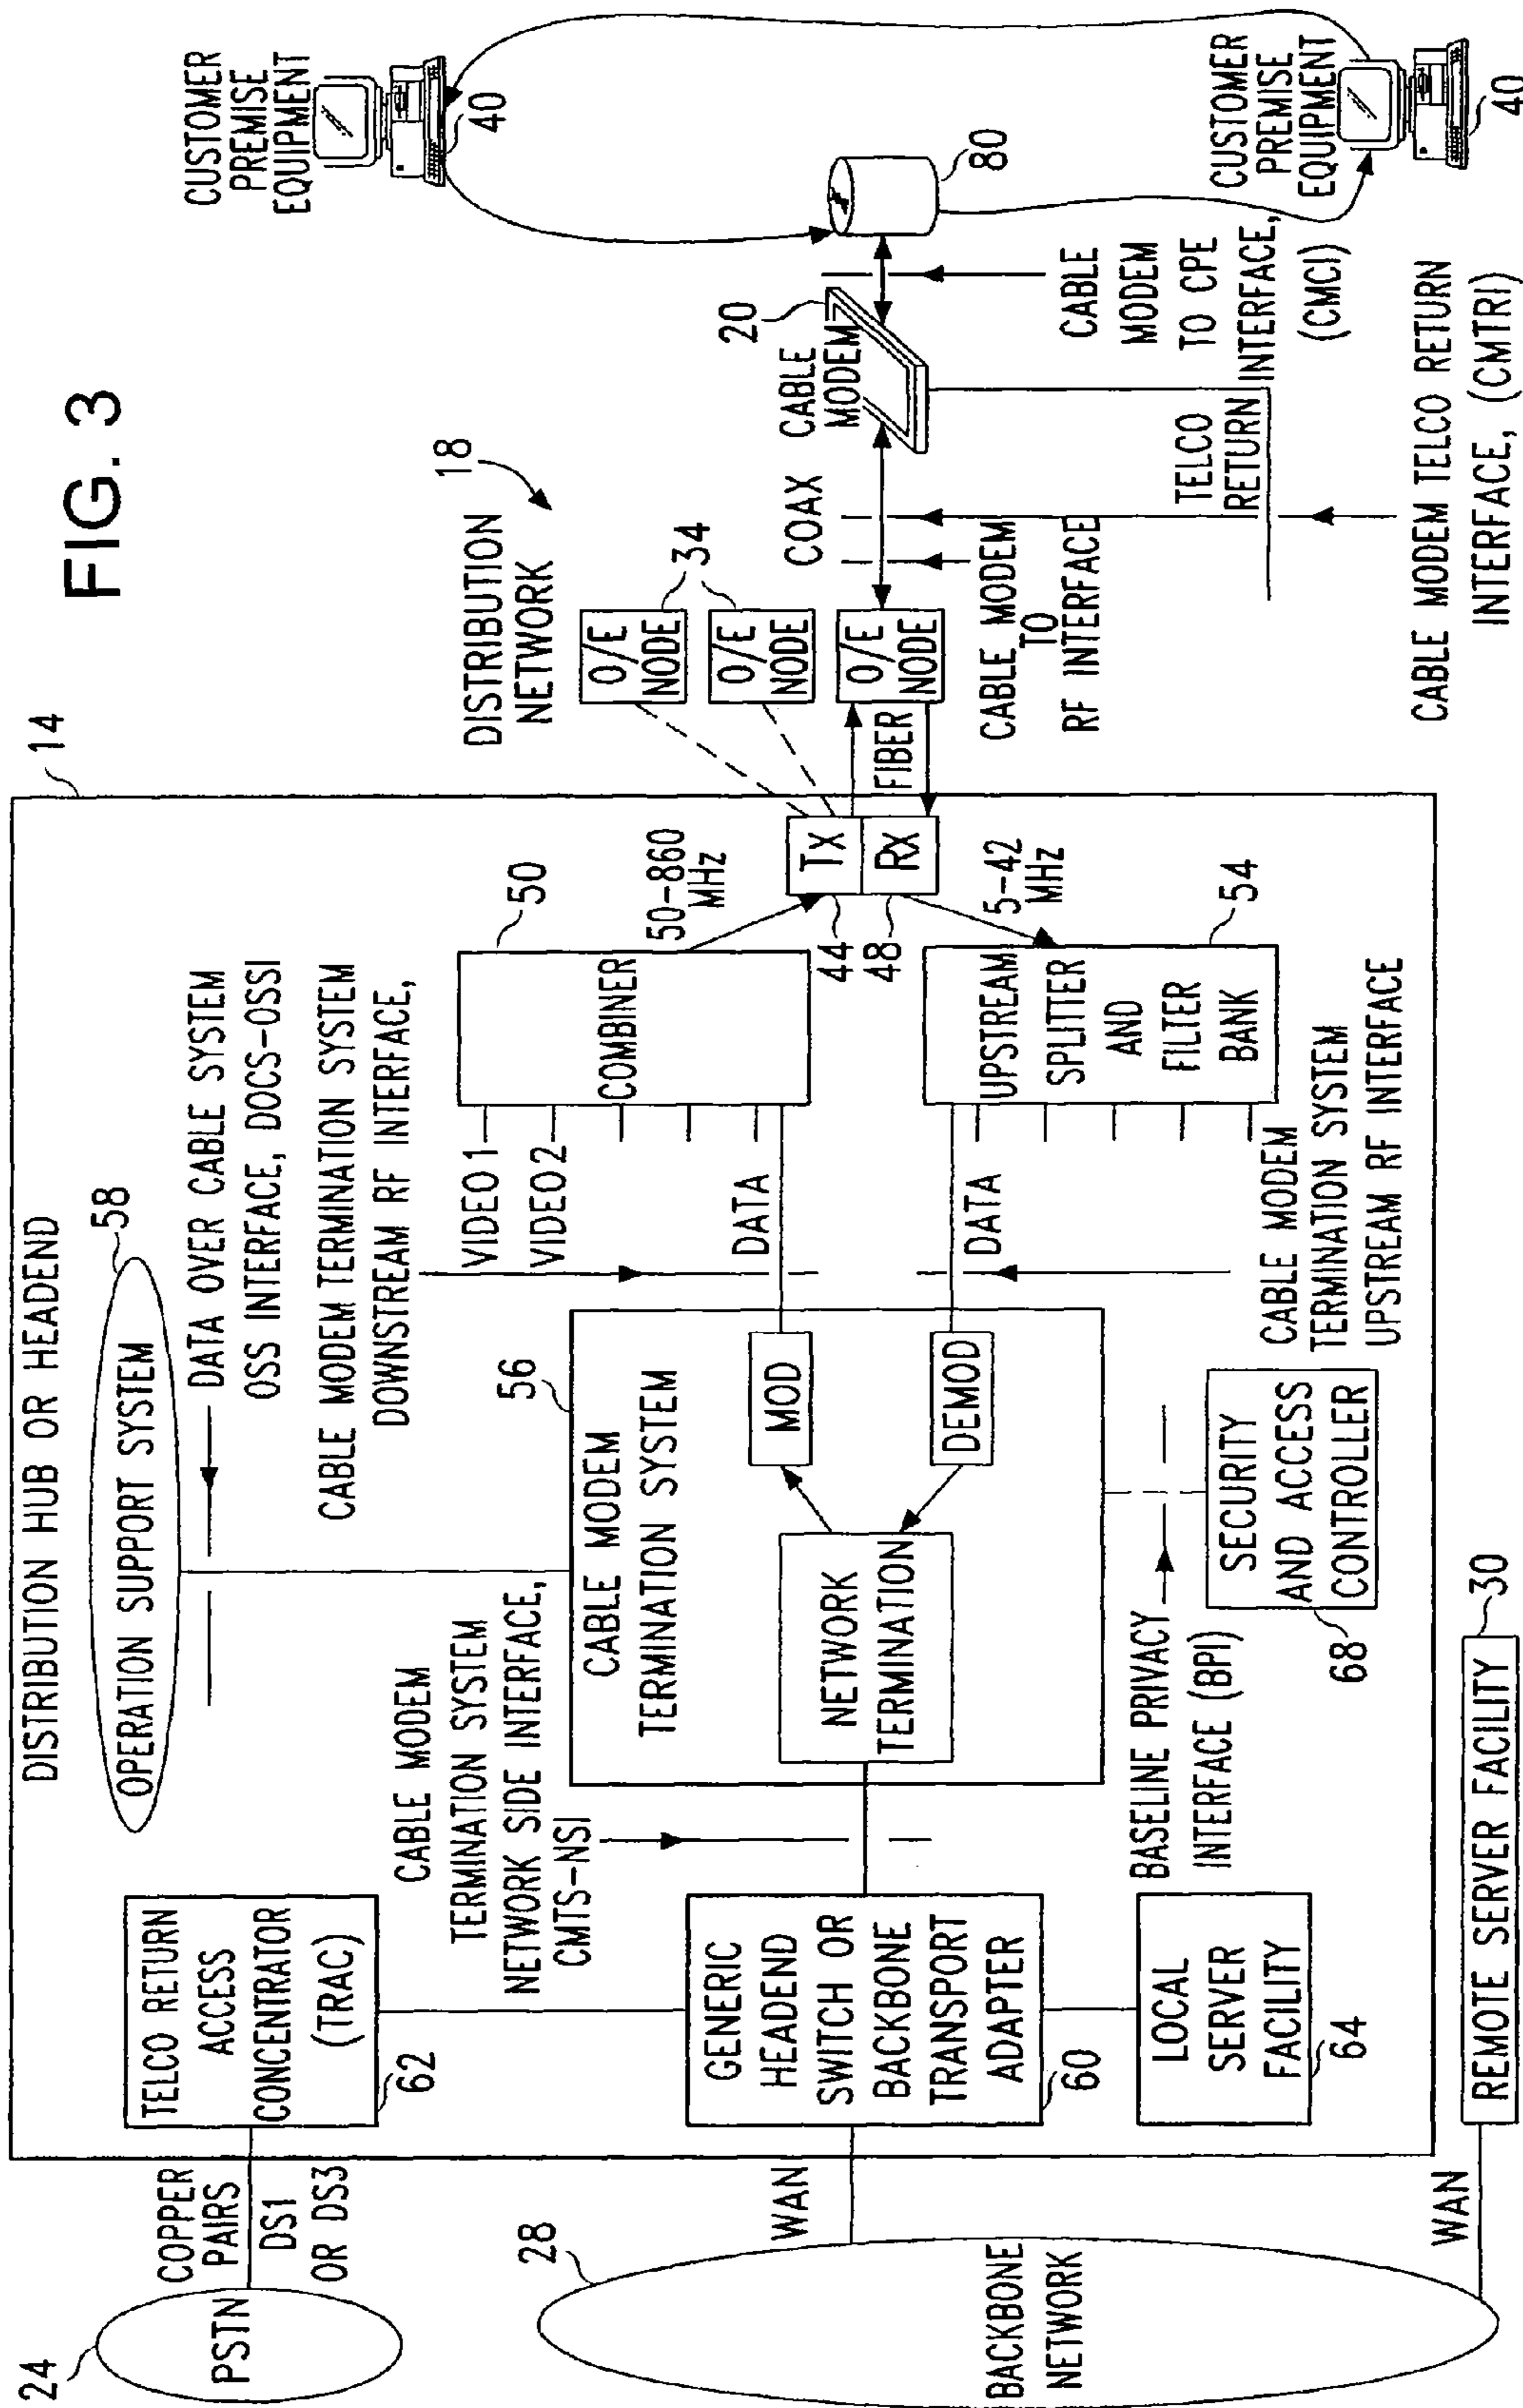 FIG. 3
DISTRIBUTION HUB OR HEADEND
14
OPERATION SUPPORT SYSTEM
58
DATA OVER CABLE SYSTEM
OSS INTERFACE, DOCS-OSSI
CABLE MODEM TERMINATION SYSTEM
DOWNSTREAM RF INTERFACE,
24
PSTN
COPPER
PAIRS
DS1
OR DS3
TELCO RETURN
ACCESS
CONCENTRATOR
(TRAC)
62
CABLE MODEM
TERMINATION SYSTEM
NETWORK SIDE INTERFACE,
CMTS-NSI
28
BACKBONE
NETWORK
WAN
GENERIC
HEADEND
SWITCH OR
BACKBONE
TRANSPORT
ADAPTER
60
LOCAL
SERVER
FACILITY
64
WAN
REMOTE SERVER FACILITY
30
56
CABLE MODEM
TERMINATION SYSTEM
NETWORK
TERMINATION
MOD
DEMOD
BASELINE PRIVACY
INTERFACE (BPI)
SECURITY
AND ACCESS
CONTROLLER
68
VIDEO1
VIDEO2
DATA
DATA
COMBINER
50
50-860
MHz
Tx
Rx
44
48
5-42
MHz
UPSTREAM
SPLITTER
AND
FILTER
BANK
54
CABLE MODEM
TERMINATION SYSTEM
UPSTREAM RF INTERFACE
DISTRIBUTION
NETWORK
18
O/E
NODE
34
O/E
NODE
O/E
NODE
FIBER
COAX
CABLE MODEM
TO
RF INTERFACE
CABLE
MODEM
20
TELCO
RETURN
CABLE MODEM TELCO RETURN
INTERFACE, (CMTRI)
CABLE
MODEM
TO CPE
INTERFACE,
(CMCI)
80
CUSTOMER
PREMISE
EQUIPMENT
40
CUSTOMER
PREMISE
EQUIPMENT
40